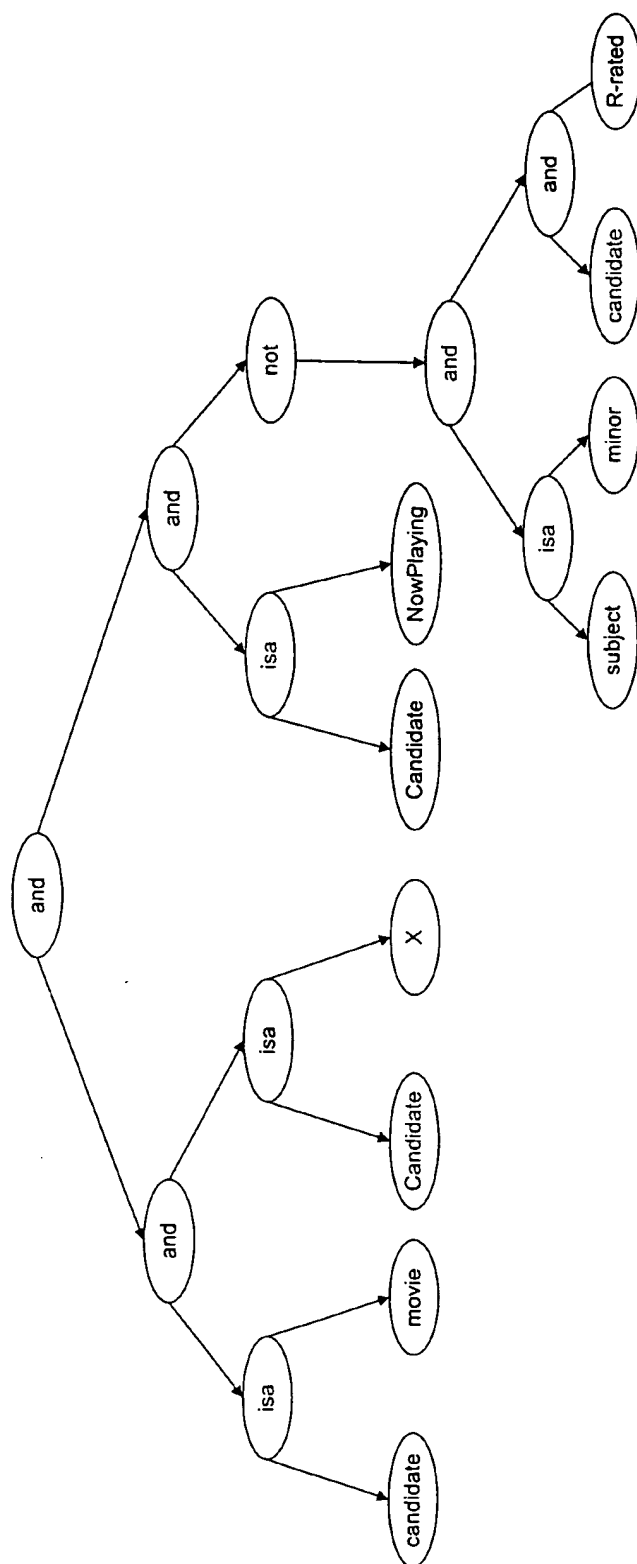 and
and
and
isa
isa
isa
not
candidate
movie
Candidate
X
Candidate
NowPlaying
and
isa
and
subject
minor
candidate
R-rated